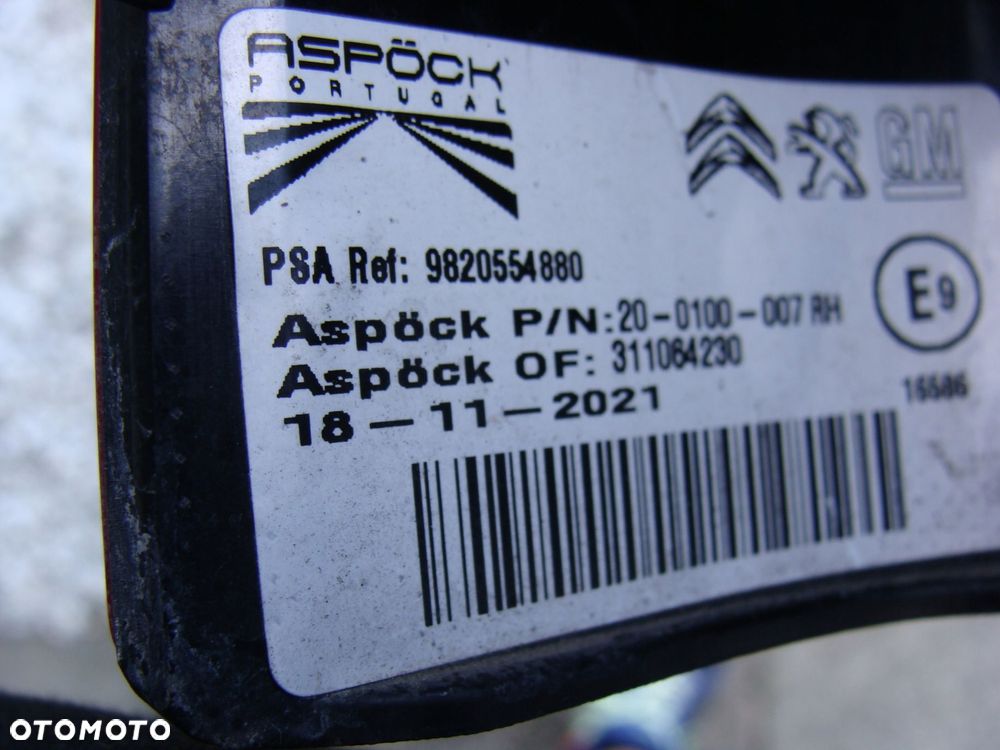 ASPÖCK
PORTUGAL
GM
PSA Ref: 9820554880
E9
Aspöck P/N:20-0100-007 RH
Aspöck OF: 311064230
18-11-2021
OTOMOTO